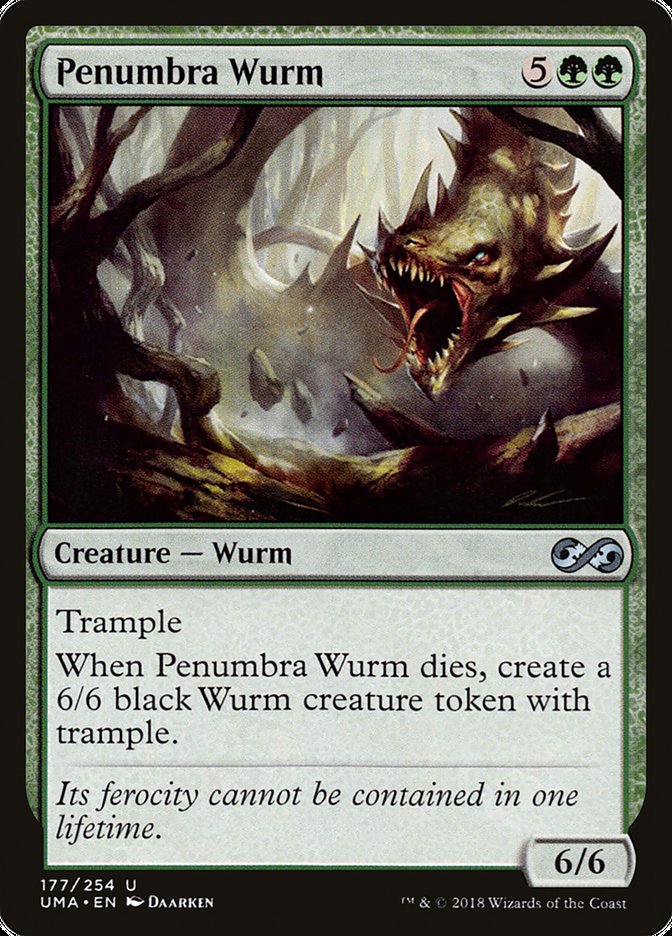 Penumbra Wurm 5
Creature — Wurm
Trample
When Penumbra Wurm dies, create a
6/6 black Wurm creature token with
trample.
Its ferocity cannot be contained in one
lifetime.
6/6
177/254 U
UMA • EN DAARKEN
™ & © 2018 Wizards of the Coast